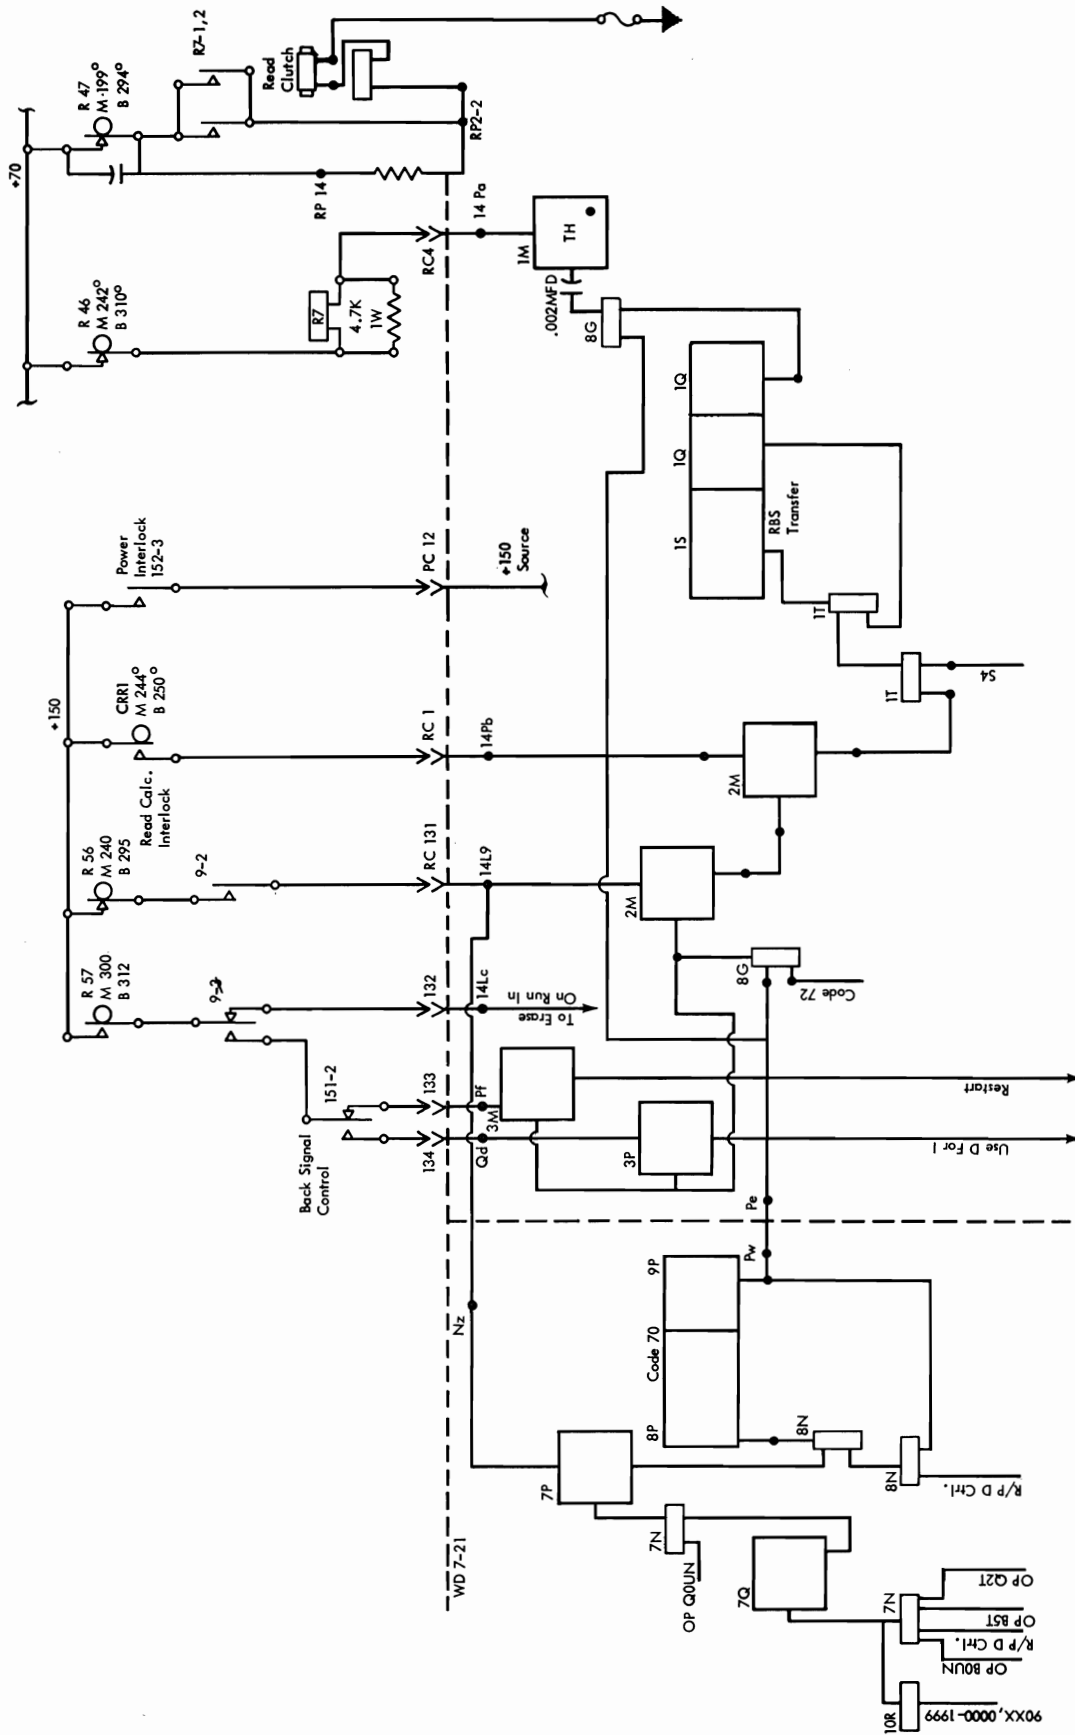 +70
R 47
M-199°
B 294°
R7-1,2
Read
Clutch
RP 14
RP2-2
R 46
M 242°
B 310°
R7
4.7K
1W
RC4
14 Pa
1M
TH
.002MFD
8G
+150
Power
Interlock
152-3
PC 12
+150
Source
1S
1Q
1Q
RBS
Transfer
1T
1T
S4
CRR1
M 244°
B 250°
Read Calc.
Interlock
RC 1
14Pb
2M
R 56
M 240
B 295
9-2
RC 131
14L9
2M
8G
Code 72
R 57
M 300
B 312
9-3
132
14Lc
To Erase
On Run In
151-2
Back Signal
Control
133
Pf
3M
Restart
134
Qd
3P
Use D For I
Pe
Pw
WD 7-21
Nz
8P
Code 70
9P
7P
8N
8N
R/P D Ctrl.
7N
OP Q0UN
7Q
7N
OP Q2T
OP B5T
R/P D Ctrl.
OP B0UN
10R
90XX, 0000-1999